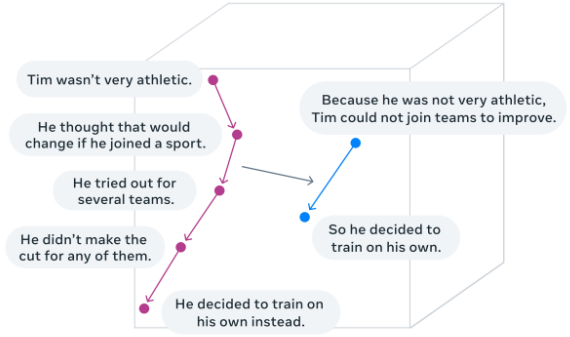 Tim wasn’t very athletic.
He thought that would
change if he joined a sport.
He tried out for
several teams.
He didn’t make the
cut for any of them.
He decided to train on
his own instead.
Because he was not very athletic,
Tim could not join teams to improve.
So he decided to
train on his own.